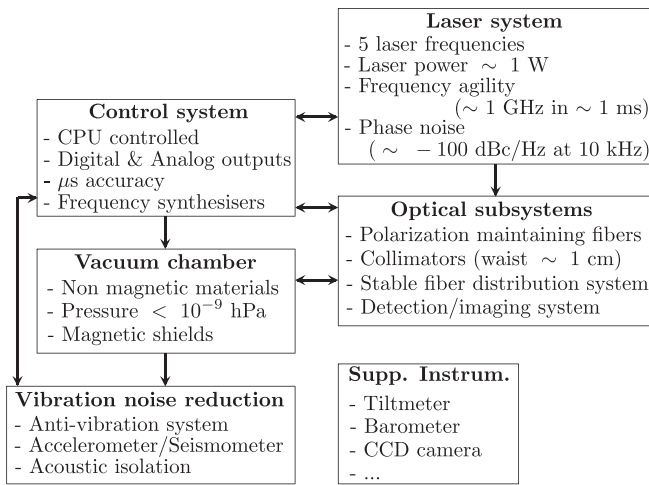 Laser system
- 5 laser frequencies
- Laser power ∼ 1 W
- Frequency agility
(∼ 1 GHz in ∼ 1 ms)
- Phase noise
( ∼ −100 dBc/Hz at 10 kHz)
Control system
- CPU controlled
- Digital & Analog outputs
- μs accuracy
- Frequency synthesisers
Optical subsystems
- Polarization maintaining fibers
- Collimators (waist ∼ 1 cm)
- Stable fiber distribution system
- Detection/imaging system
Vacuum chamber
- Non magnetic materials
- Pressure < 10⁻⁹ hPa
- Magnetic shields
Vibration noise reduction
- Anti-vibration system
- Accelerometer/Seismometer
- Acoustic isolation
Supp. Instrum.
- Tiltmeter
- Barometer
- CCD camera
- ...